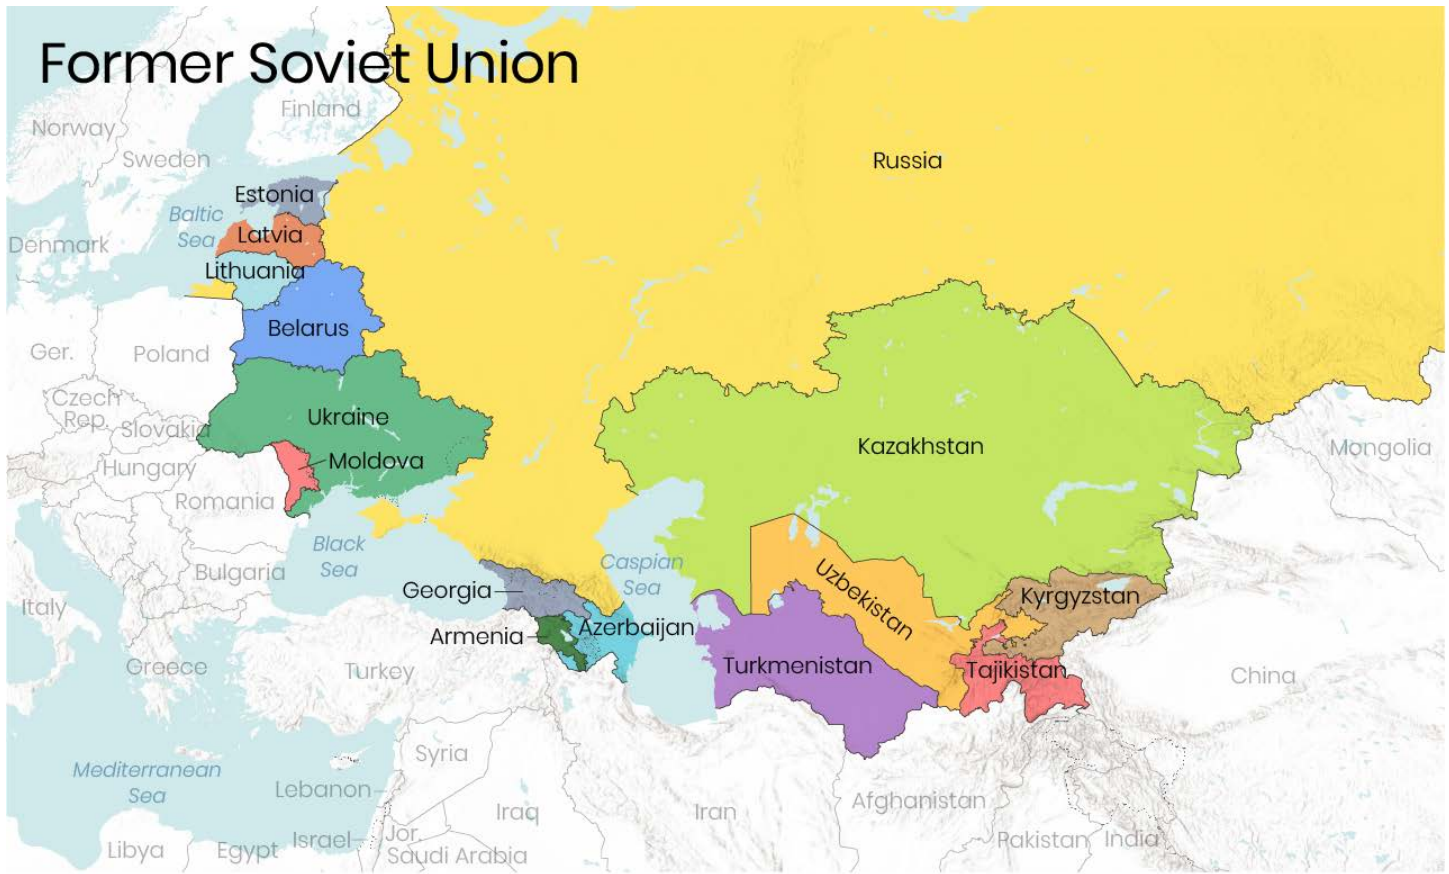 Former Soviet Union
Finland
Norway
Sweden
Russia
Estonia
Baltic
Sea
Latvia
Denmark
Lithuania
Belarus
Ger.
Poland
Czech
Rep.
Ukraine
Slovakia
Kazakhstan
Mongolia
Moldova
Hungary
Romania
Black
Sea
Caspian
Sea
Bulgaria
Uzbekistan
Georgia
Kyrgyzstan
Italy
Armenia
Azerbaijan
Greece
Turkey
Turkmenistan
Tajikistan
China
Syria
Mediterranean
Sea
Lebanon
Iraq
Iran
Afghanistan
Israel
Jor.
Pakistan
India
Libya
Egypt
Saudi Arabia